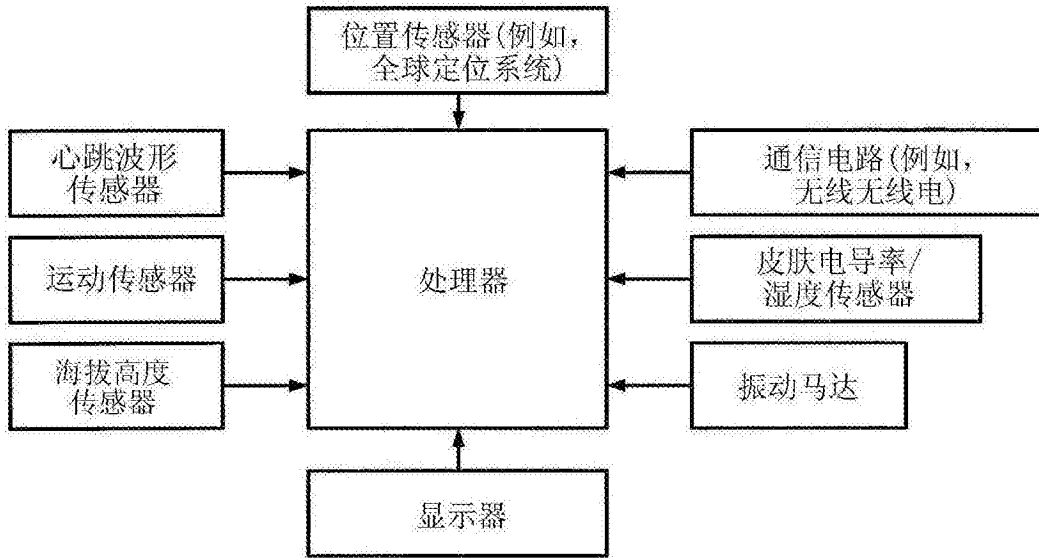 位置传感器(例如，
全球定位系统)
心跳波形
传感器
通信电路(例如，
无线无线电)
运动传感器
处理器
皮肤电导率/
湿度传感器
海拔高度
传感器
振动马达
显示器